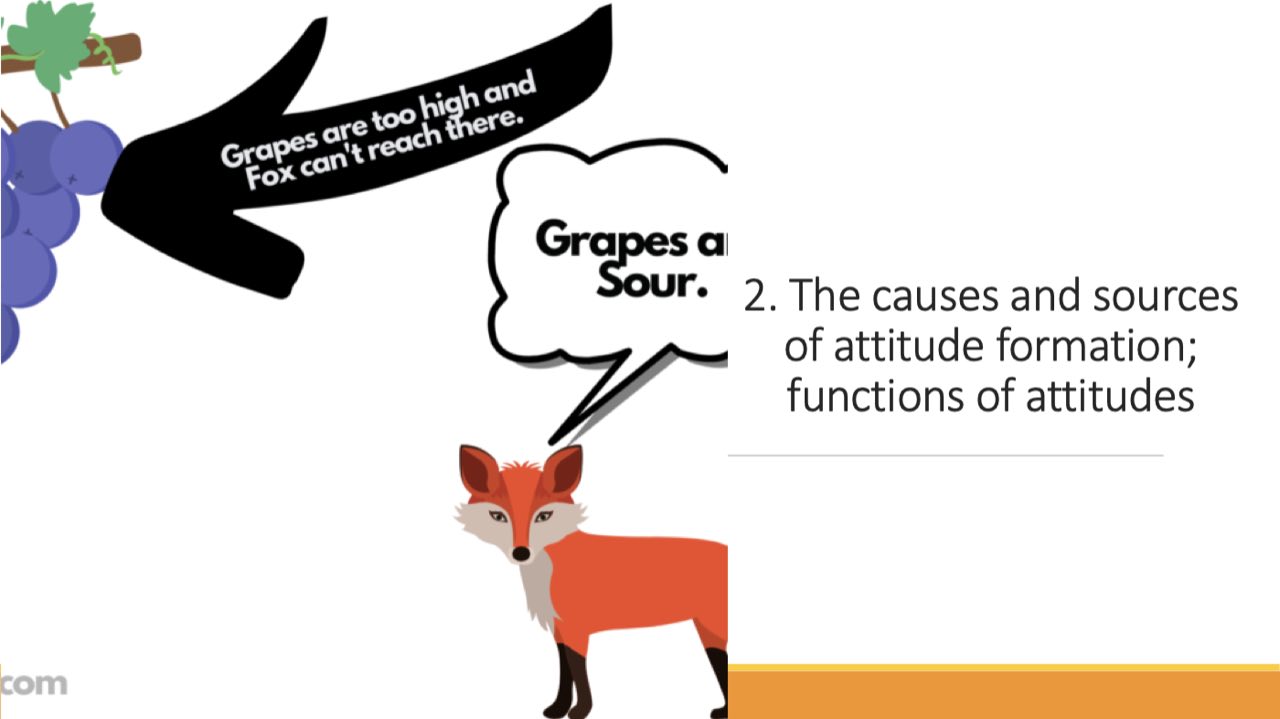 Grapes are too high and
Fox can't reach there.
Grapes
Sour.
2. The causes and sources
of attitude formation;
functions of attitudes
com